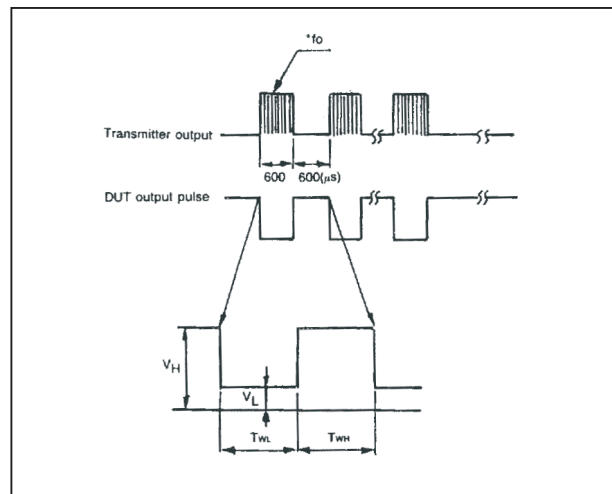 *fo
Transmitter output
600 600(μs)
DUT output pulse
VH
VL
TWL TWH